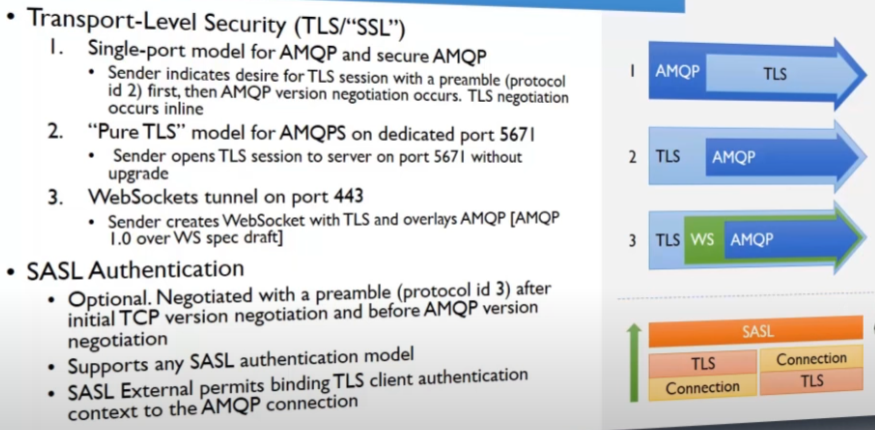 • Transport-Level Security (TLS/“SSL”)
1. Single-port model for AMQP and secure AMQP
• Sender indicates desire for TLS session with a preamble (protocol
id 2) first, then AMQP version negotiation occurs. TLS negotiation
occurs inline
2. “Pure TLS” model for AMQPS on dedicated port 5671
• Sender opens TLS session to server on port 5671 without
upgrade
3. WebSockets tunnel on port 443
• Sender creates WebSocket with TLS and overlays AMQP [AMQP
1.0 over WS spec draft]
• SASL Authentication
• Optional. Negotiated with a preamble (protocol id 3) after
initial TCP version negotiation and before AMQP version
negotiation
• Supports any SASL authentication model
• SASL External permits binding TLS client authentication
context to the AMQP connection
1 AMQP TLS
2 TLS AMQP
3 TLS WS AMQP
SASL
TLS Connection
Connection TLS